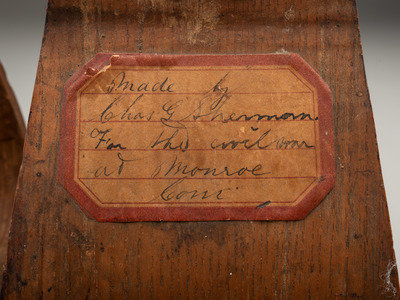 Made by
Chas G Sherman
For the civil war
at Monroe
Conn